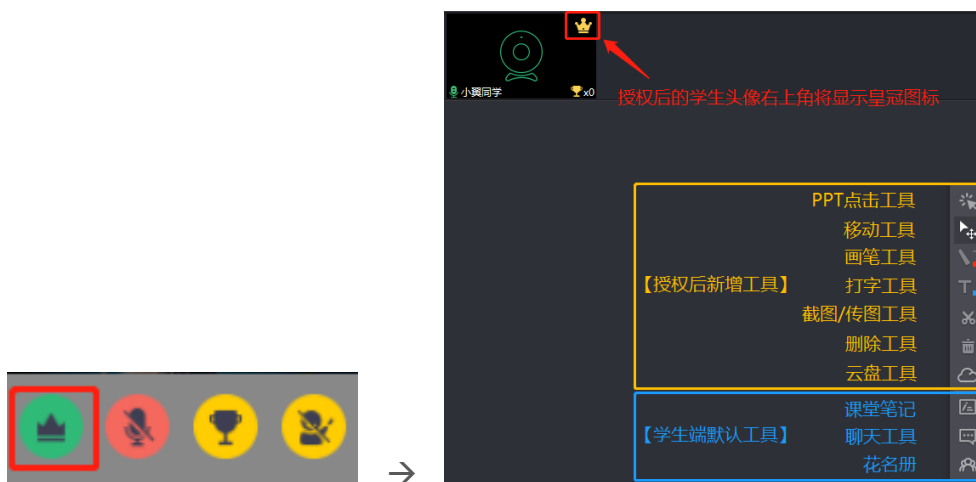 小翼同学
x0
授权后的学生头像右上角将显示皇冠图标
PPT点击工具
移动工具
画笔工具
【授权后新增工具】
打字工具
截图/传图工具
删除工具
云盘工具
课堂笔记
【学生端默认工具】
聊天工具
花名册